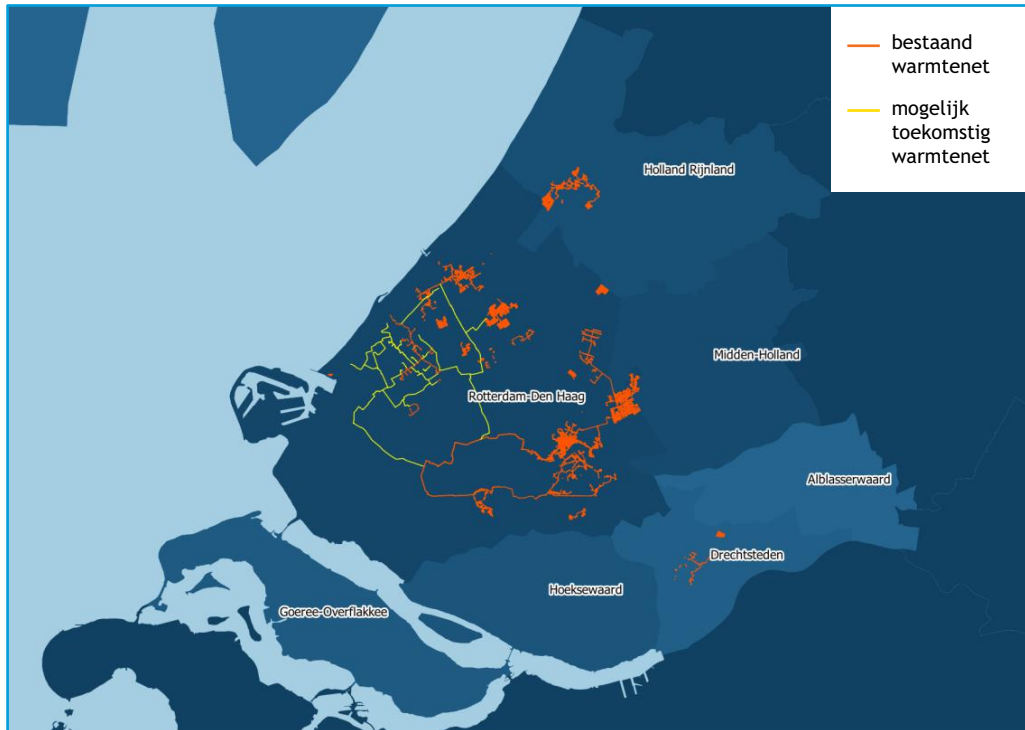 bestaand
warmtenet
mogelijk
toekomstig
warmtenet
Holland Rijnland
Midden-Holland
Rotterdam-Den Haag
Alblasserwaard
Drechtsteden
Hoeksewaard
Goeree-Overflakkee